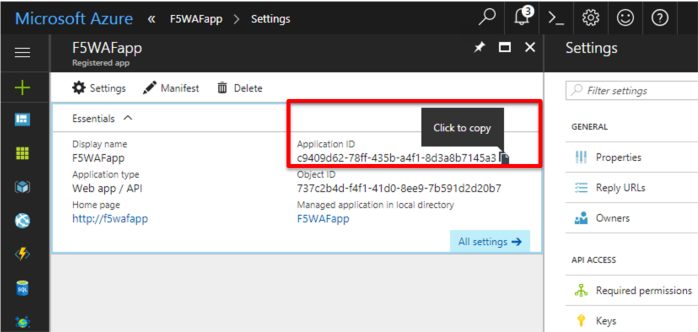 Microsoft Azure « F5WAFapp > Settings 3
F5WAFapp
Registered app
Settings Manifest Delete
Essentials
Click to copy
Display name
F5WAFapp
Application type
Web app / API
Home page
http://f5wafapp
Application ID
c9409d62-78ff-435b-a4f1-8d3a8b7145a3
Object ID
737c2b4d-f4f1-41d0-8ee9-7b591d2d20b7
Managed application in local directory
F5WAFapp
All settings →
Settings
Filter settings
GENERAL
Properties
Reply URLs
Owners
API ACCESS
Required permissions
Keys
SQL